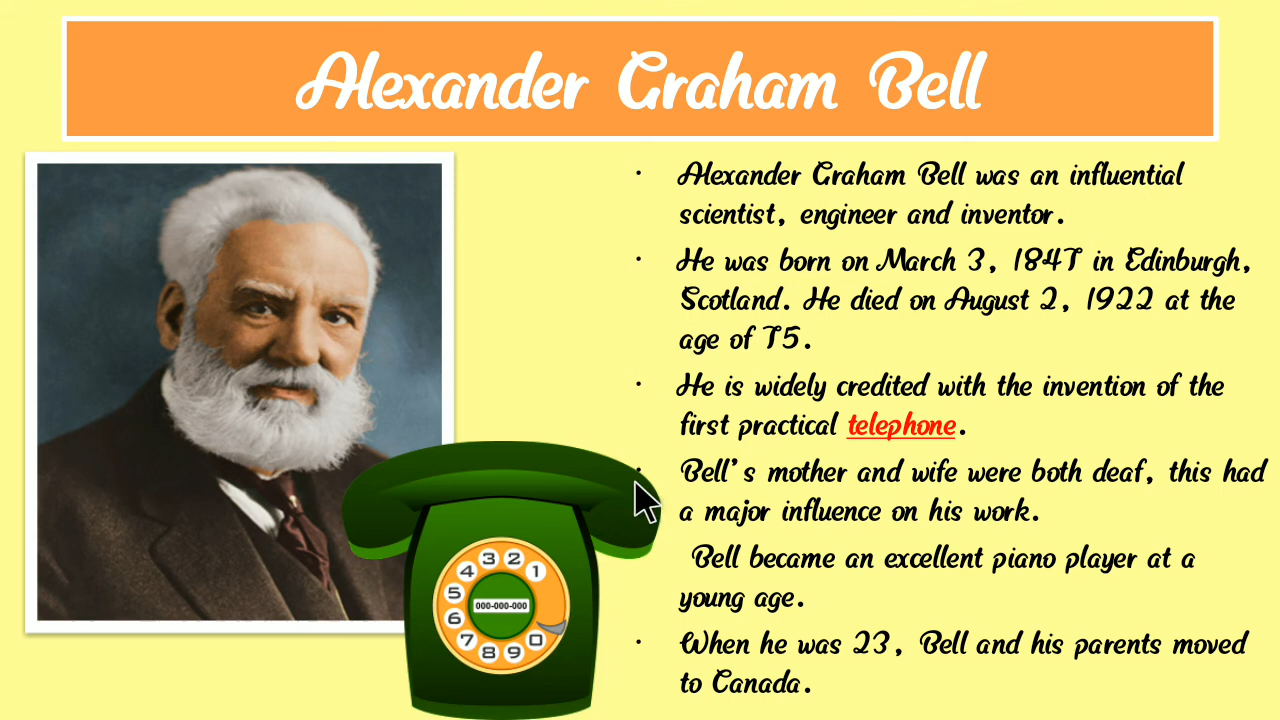 Alexander Graham Bell
· Alexander Graham Bell was an influential
scientist, engineer and inventor.
· He was born on March 3, 1847 in Edinburgh,
Scotland. He died on August 2, 1922 at the
age of 75.
· He is widely credited with the invention of the
first practical telephone.
· Bell's mother and wife were both deaf, this had
a major influence on his work.
Bell became an excellent piano player at a
young age.
· When he was 23, Bell and his parents moved
to Canada.
3 2 1
4
5
6
7
8 9 0
000-000-000